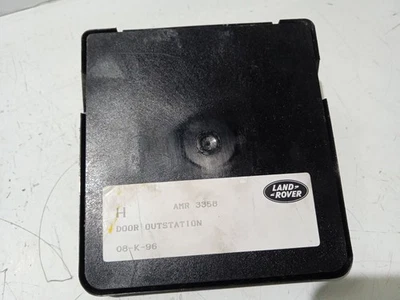 LAND-
ROVER
H AMR 3358
DOOR OUTSTATION
08-K-96